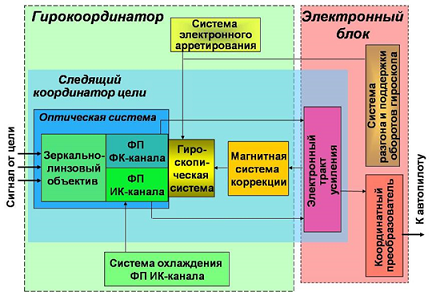 Гирокоординатор
Электронный
блок
Система
электронного
арретирования
Следящий
координатор цели
Оптическая система
Сигнал от цели
Зеркально-
линзовый
объектив
ФП
ФК-канала
ФП
ИК-канала
Гиро-
скопи-
ческая
система
Магнитная
система
коррекции
Электронный
тракт
усиления
Система
разгона и поддержки
оборотов гироскопа
Координатный
преобразователь
К автопилоту
Система охлаждения
ФП ИК-канала